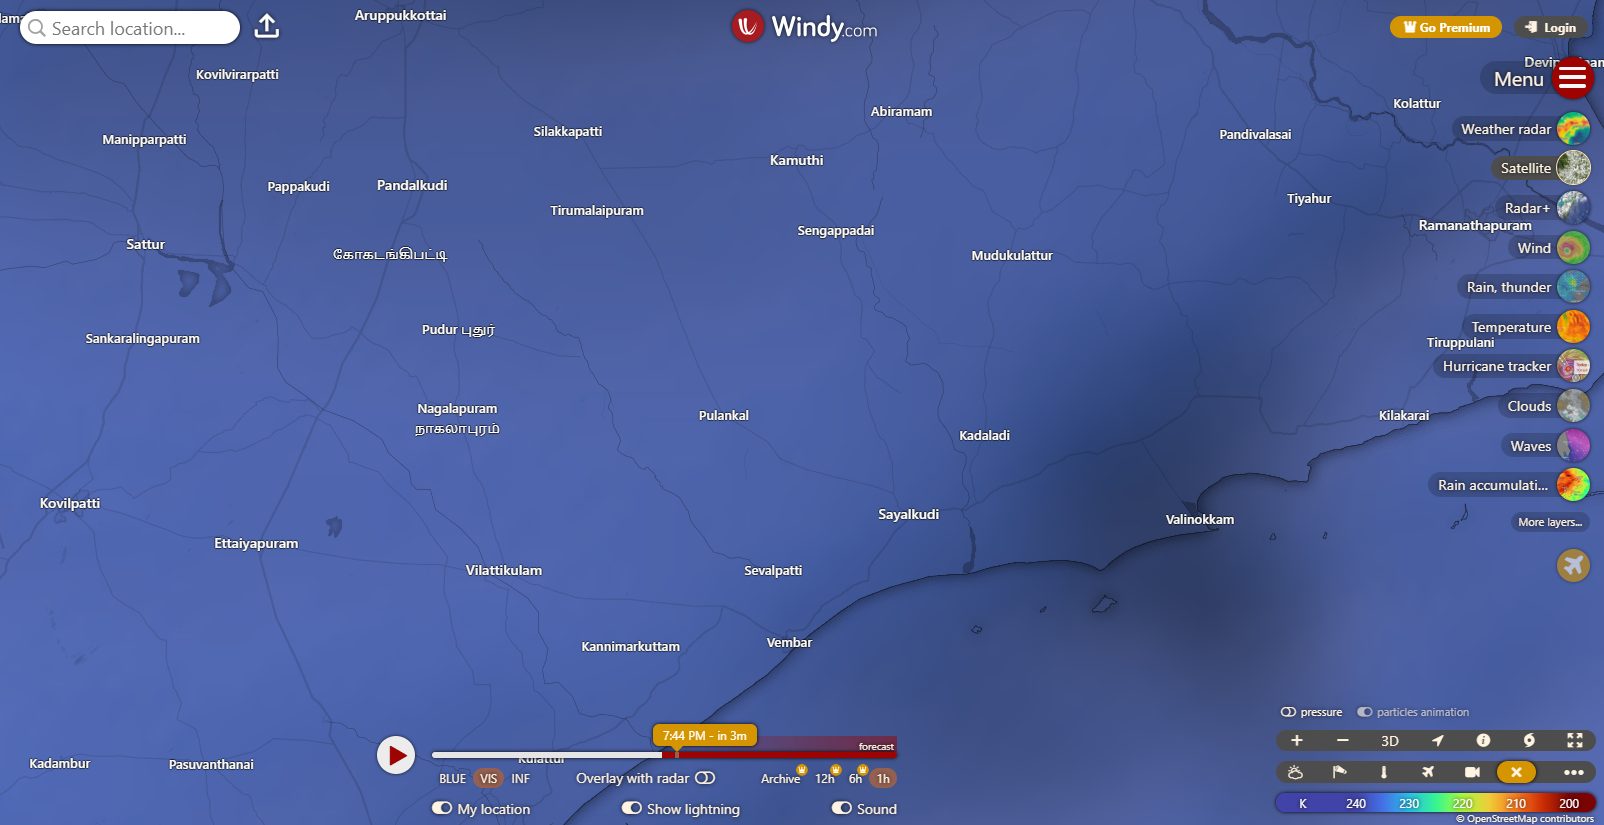 Search location...
Windy.com
Go Premium
Login
Menu
Weather radar
Satellite
Radar+
Wind
Rain, thunder
Temperature
Hurricane tracker
Clouds
Waves
Rain accumulati...
More layers...
Aruppukkottai
Kovilvirarpatti
Manipparpatti
Silakkapatti
Abiramam
Kolattur
Pandivalasai
Kamuthi
Pappakudi
Pandalkudi
Tirumalaipuram
Tiyahur
Ramanathapuram
Sengappadai
Sattur
கோகடங்கிபட்டி
Mudukulattur
Pudur புதுர்
Sankaralingapuram
Tiruppulani
Nagalapuram
நாகலாபுரம்
Pulankal
Kilakarai
Kadaladi
Kovilpatti
Sayalkudi
Valinokkam
Ettaiyapuram
Vilattikulam
Sevalpatti
Kannimarkuttam
Vembar
Kadambur
Pasuvanthanai
Kulattur
7:44 PM - in 3m
forecast
BLUE VIS INF
Overlay with radar
Archive 12h 6h 1h
My location
Show lightning
Sound
pressure
particles animation
3D
K 240 230 220 210 200
© OpenStreetMap contributors